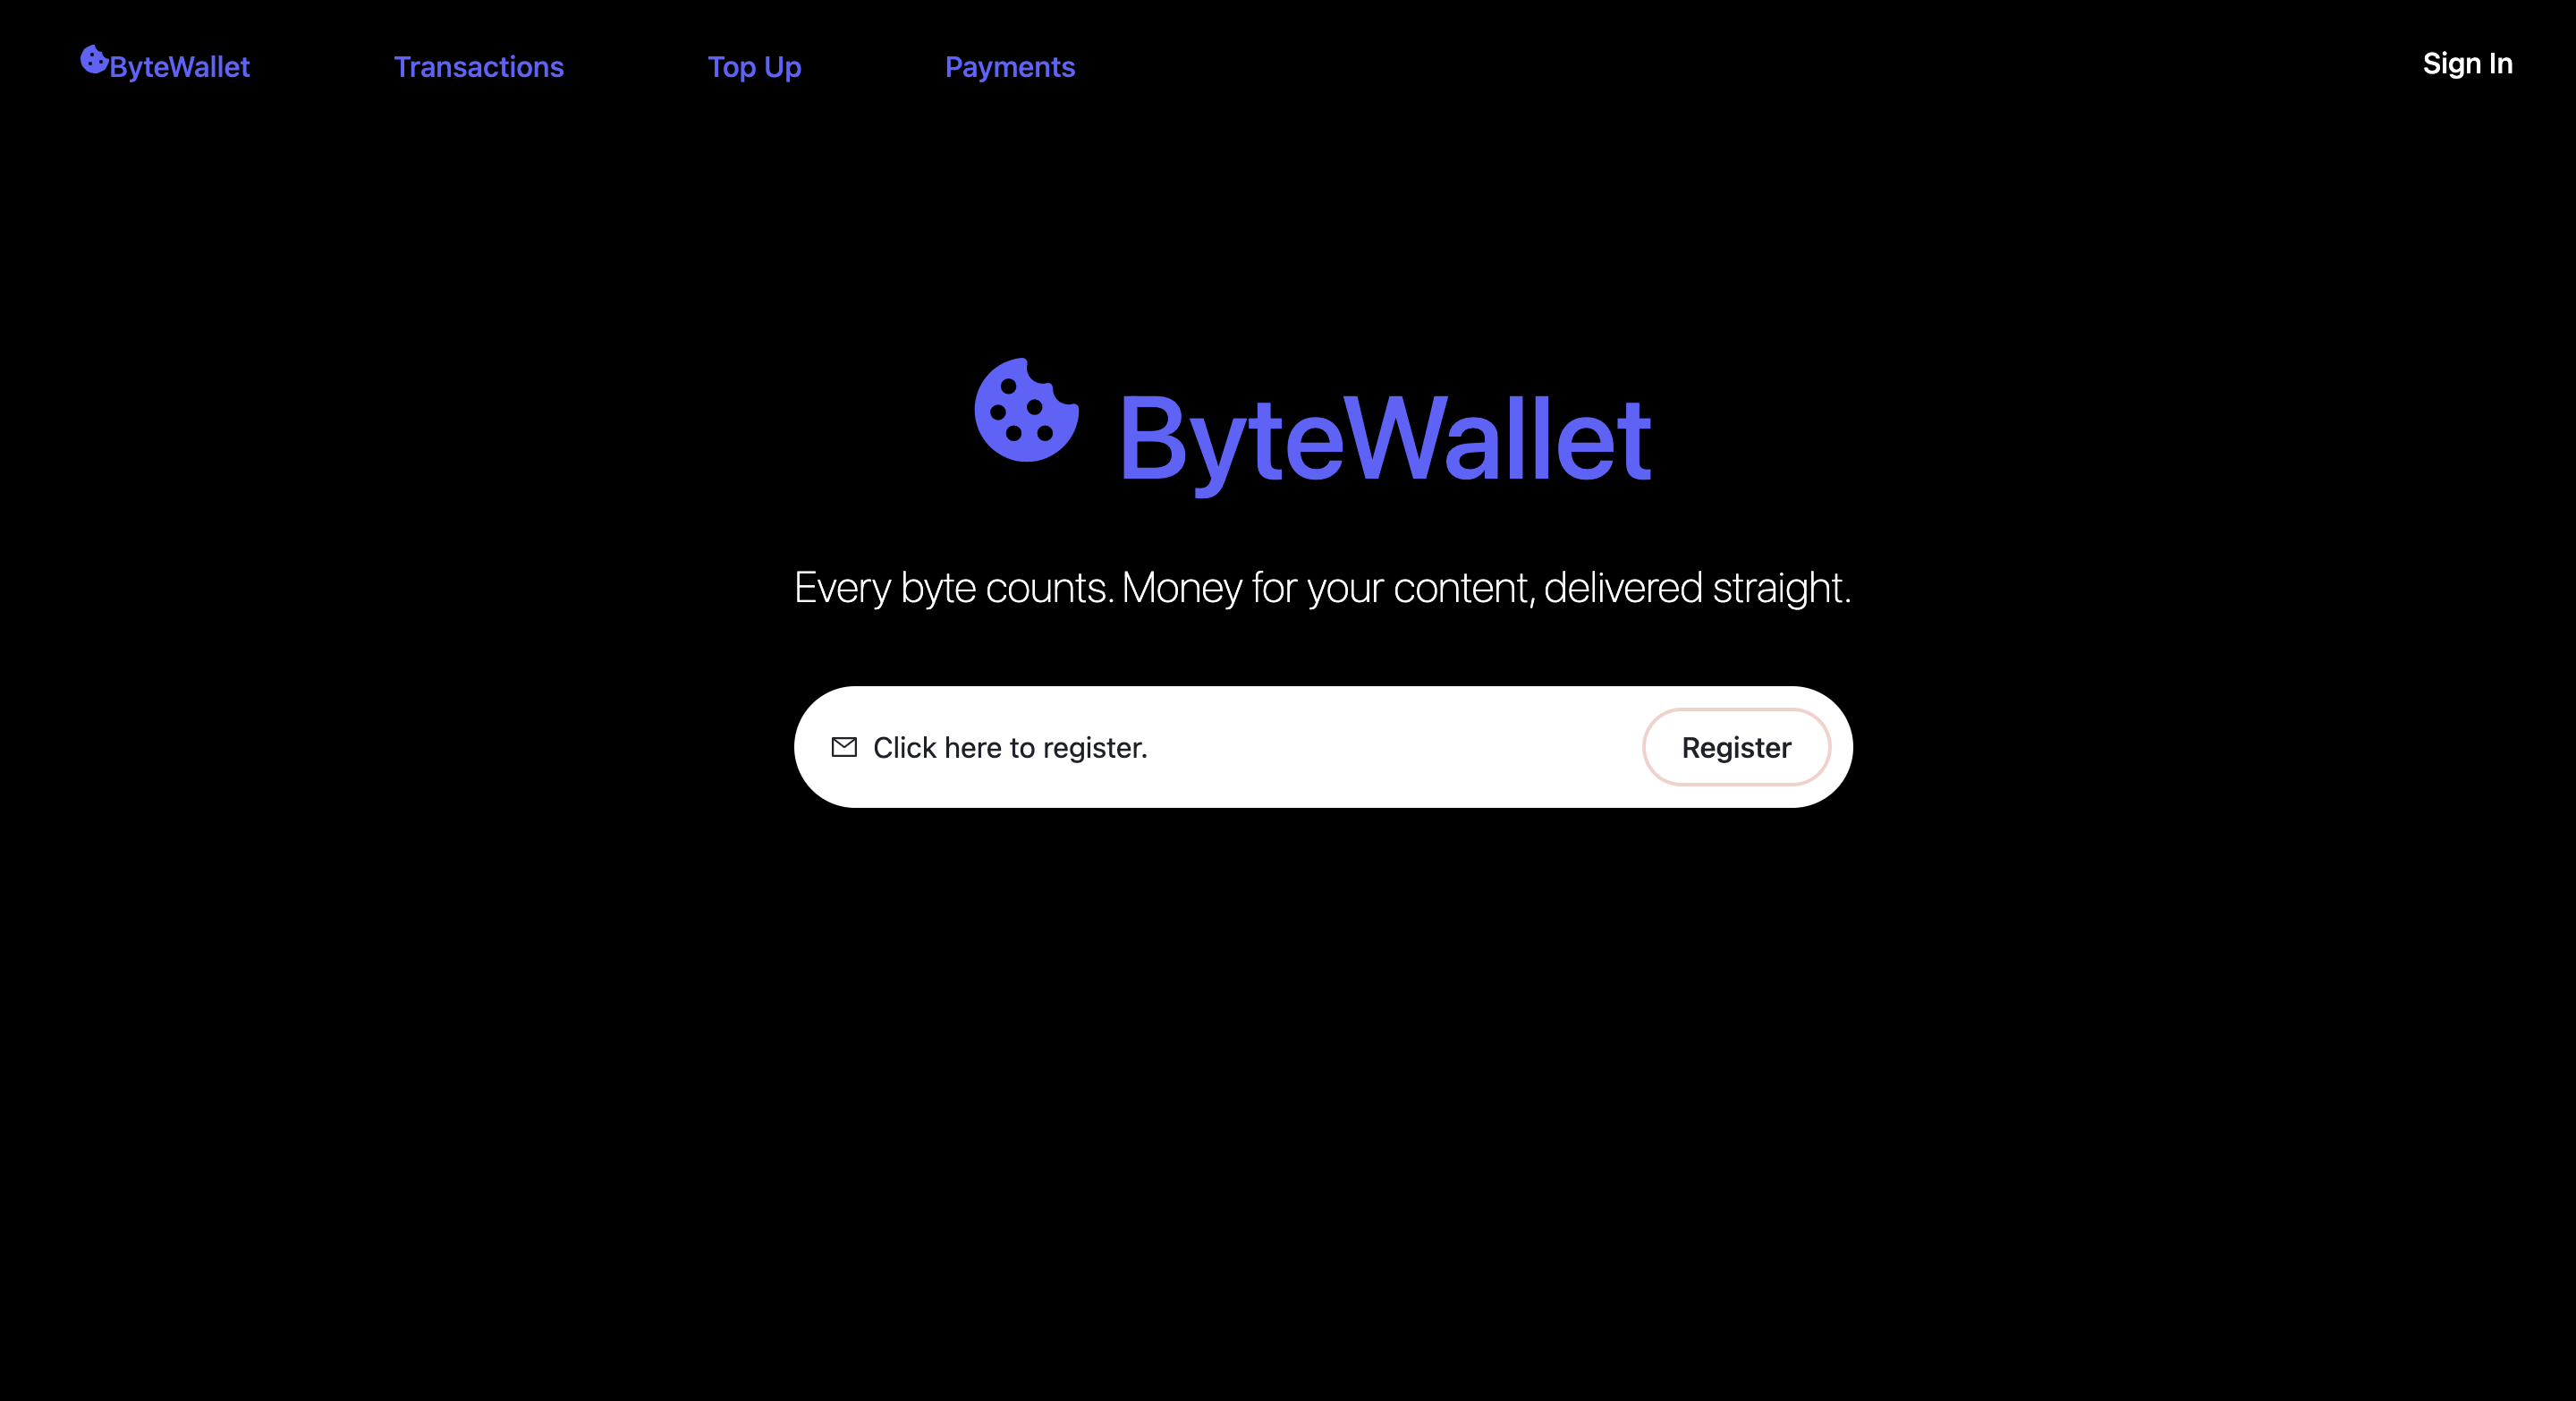 ByteWallet Transactions Top Up Payments Sign In
ByteWallet
Every byte counts. Money for your content, delivered straight.
Click here to register. Register